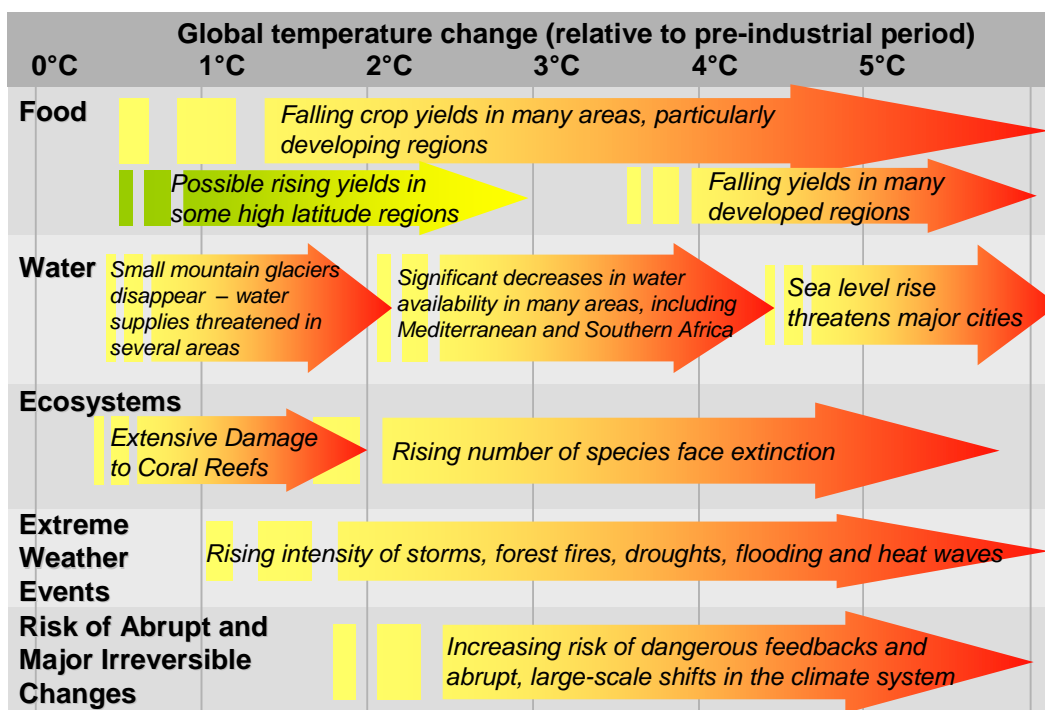 Global temperature change (relative to pre-industrial period)
0°C 1°C 2°C 3°C 4°C 5°C
Food
Falling crop yields in many areas, particularly
developing regions
Possible rising yields in
some high latitude regions
Falling yields in many
developed regions
Water
Small mountain glaciers
disappear – water
supplies threatened in
several areas
Significant decreases in water
availability in many areas, including
Mediterranean and Southern Africa
Sea level rise
threatens major cities
Ecosystems
Extensive Damage
to Coral Reefs
Rising number of species face extinction
Extreme
Weather
Events
Rising intensity of storms, forest fires, droughts, flooding and heat waves
Risk of Abrupt and
Major Irreversible
Changes
Increasing risk of dangerous feedbacks and
abrupt, large-scale shifts in the climate system